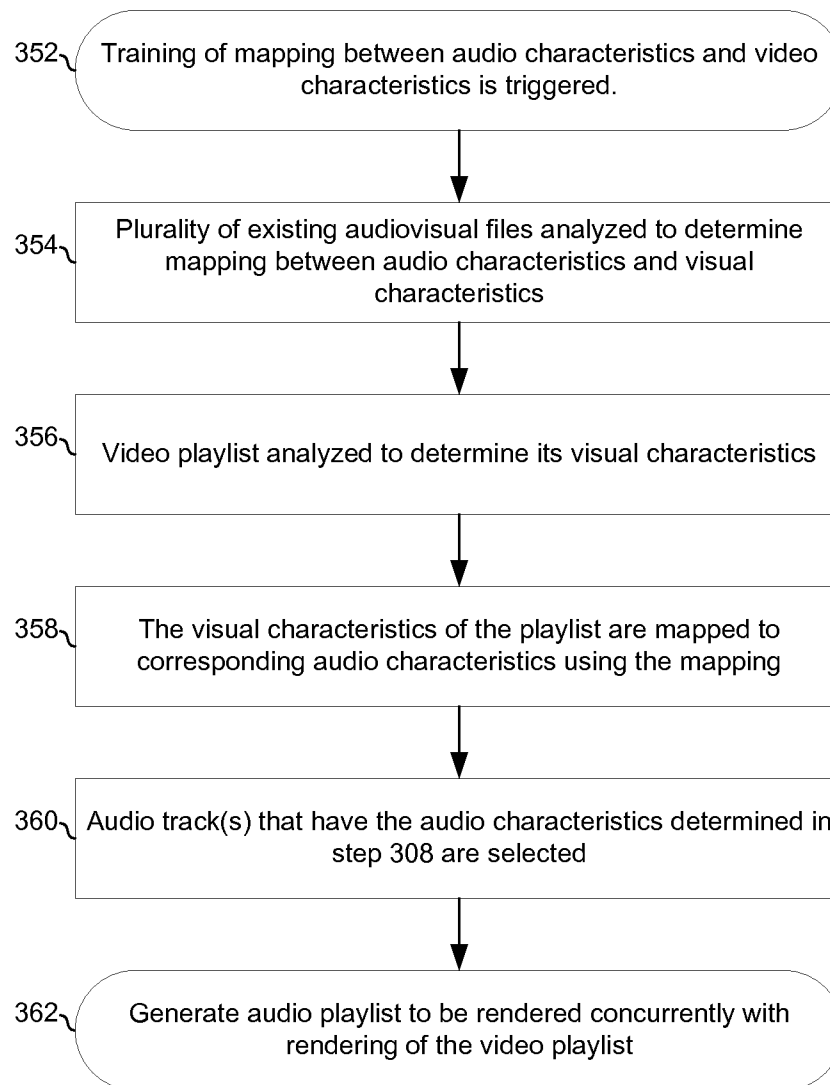 352
Training of mapping between audio characteristics and video
characteristics is triggered.
354
Plurality of existing audiovisual files analyzed to determine
mapping between audio characteristics and visual
characteristics
356
Video playlist analyzed to determine its visual characteristics
358
The visual characteristics of the playlist are mapped to
corresponding audio characteristics using the mapping
360
Audio track(s) that have the audio characteristics determined in
step 308 are selected
362
Generate audio playlist to be rendered concurrently with
rendering of the video playlist